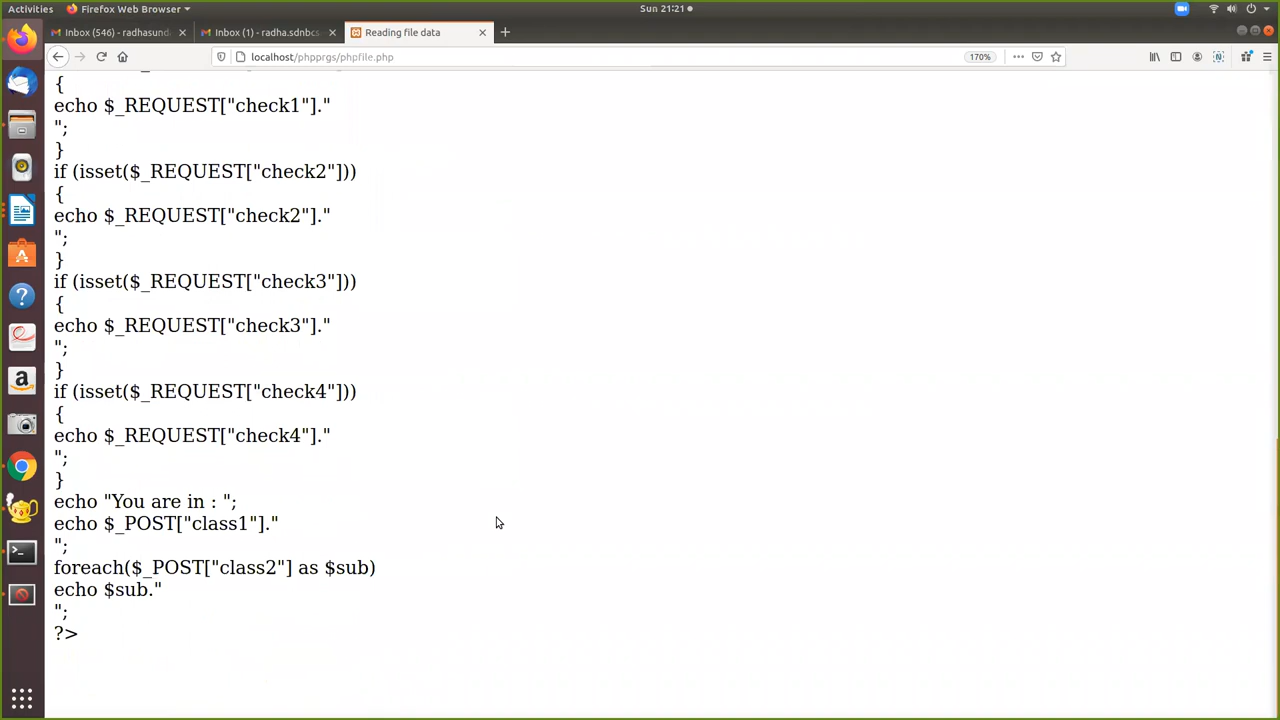 Activities
Firefox Web Browser
Sun 21:21
Inbox (546) - radhasund
Inbox (1) - radha.sdnbcs
Reading file data
localhost/phpprgs/phpfile.php
170%
{
echo $_REQUEST["check1"]."
";
}
if (isset($_REQUEST["check2"]))
{
echo $_REQUEST["check2"]."
";
}
if (isset($_REQUEST["check3"]))
{
echo $_REQUEST["check3"]."
";
}
if (isset($_REQUEST["check4"]))
{
echo $_REQUEST["check4"]."
";
}
echo "You are in : ";
echo $_POST["class1"]."
";
foreach($_POST["class2"] as $sub)
echo $sub."
";
?>